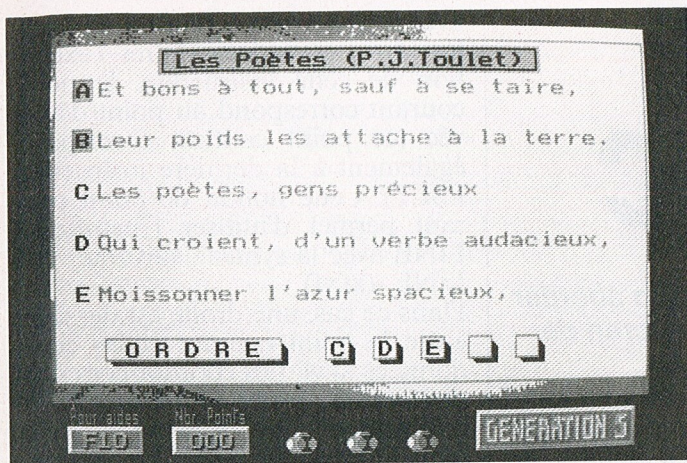 Les Poètes (P.J.Toulet)
A Et bons à tout, sauf à se taire,
B Leur poids les attache à la terre.
C Les poètes, gens précieux
D Qui croient, d'un verbe audacieux,
E Moissonner l'azur spacieux,
ORDRE C D E
Pour aides Nbr. Points
F10 000
GENERATION 5